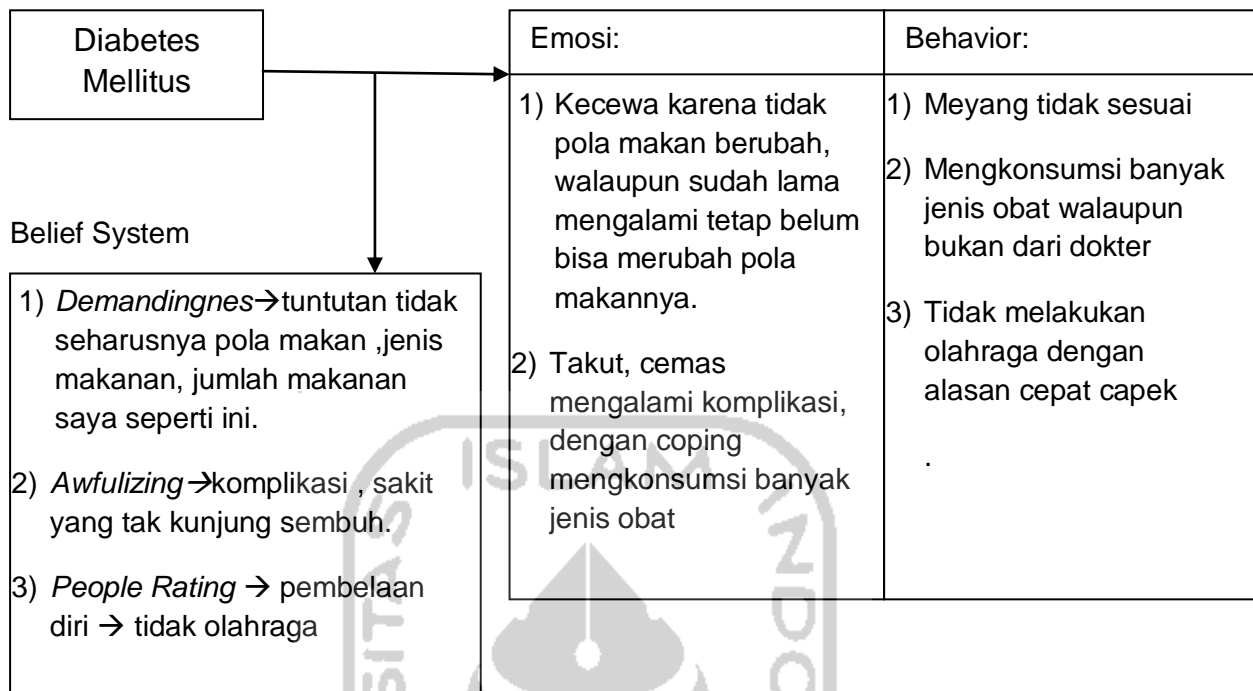 Diabetes
Mellitus
Belief System
1) Demandingnes→tuntutan tidak
seharusnya pola makan ,jenis
makanan, jumlah makanan
saya seperti ini.
2) Awfulizing→komplikasi , sakit
yang tak kunjung sembuh.
3) People Rating → pembelaan
diri → tidak olahraga
Emosi:
1) Kecewa karena tidak
pola makan berubah,
walaupun sudah lama
mengalami tetap belum
bisa merubah pola
makannya.
2) Takut, cemas
mengalami komplikasi,
dengan coping
mengkonsumsi banyak
jenis obat
Behavior:
1) Meyang tidak sesuai
2) Mengkonsumsi banyak
jenis obat walaupun
bukan dari dokter
3) Tidak melakukan
olahraga dengan
alasan cepat capek
.
ISLAM